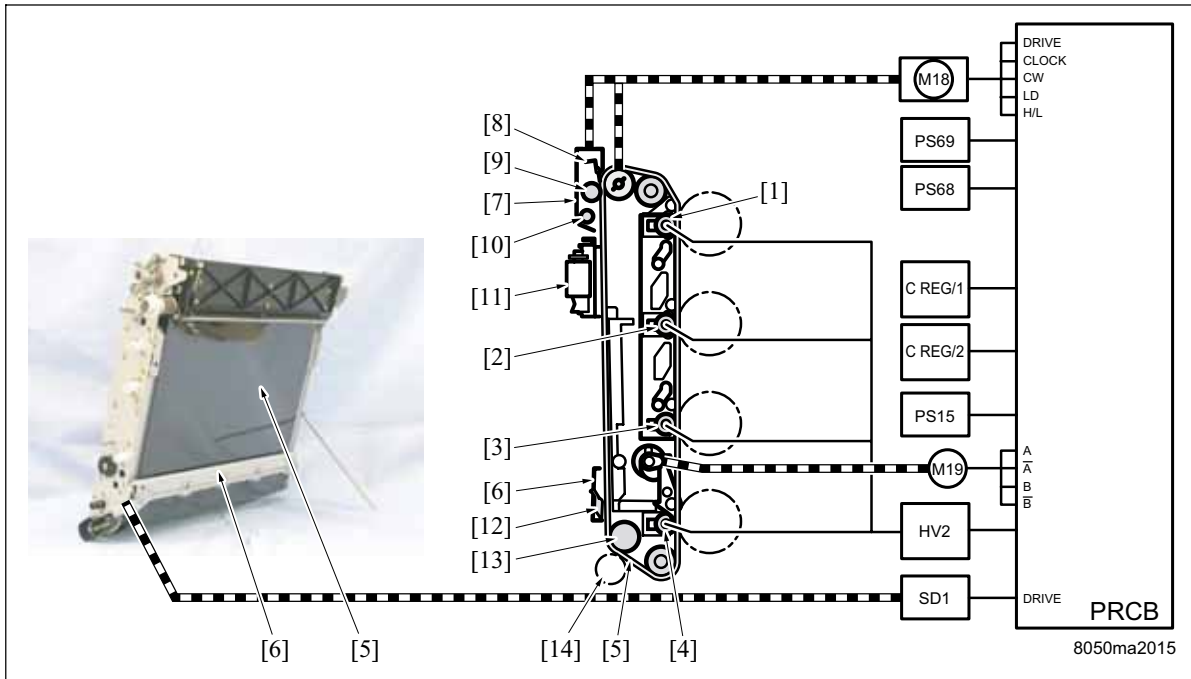 DRIVE
CLOCK
CW
LD
H/L
M18
PS69
PS68
C REG/1
C REG/2
PS15
M19
A
A̅
B
B̅
HV2
SD1
DRIVE
PRCB
8050ma2015
[8]
[9]
[7]
[10]
[11]
[1]
[2]
[3]
[6]
[12]
[13]
[14]
[5]
[4]
[6]
[5]